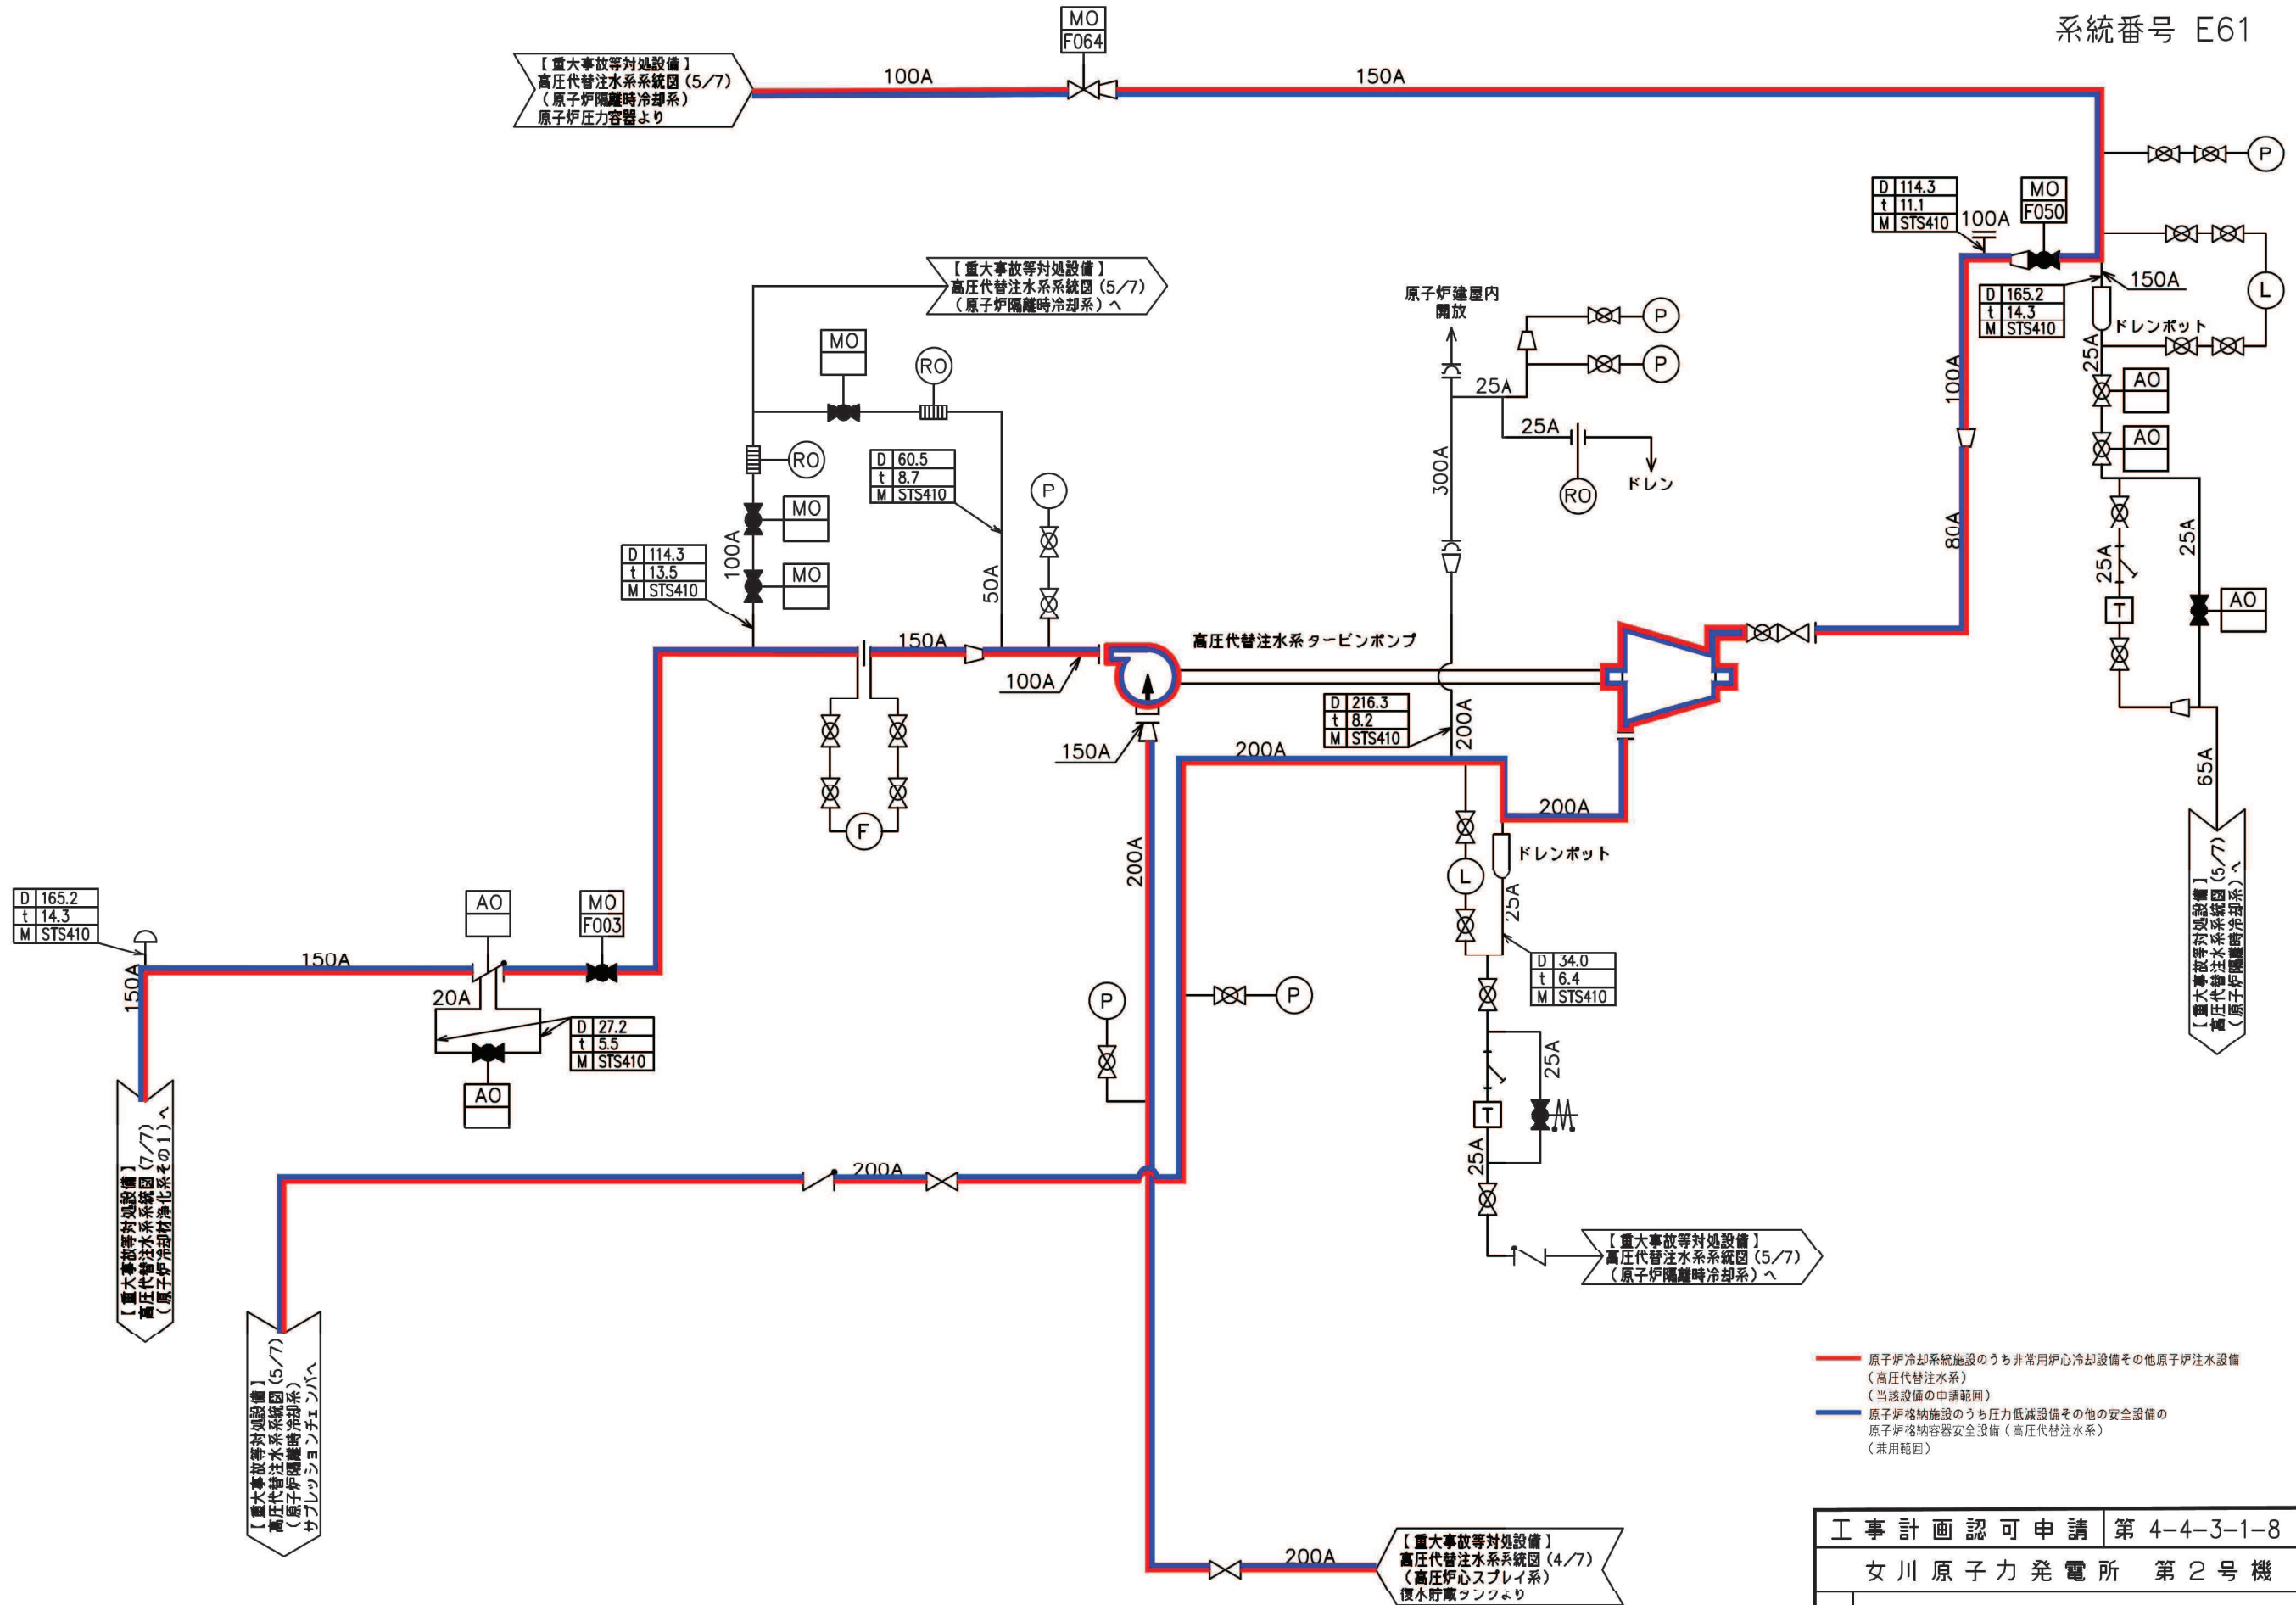 系統番号 E61
MO
F064
【重大事故等対処設備】
高圧代替注水系系統図(5/7)
(原子炉隔離時冷却系)
原子炉圧力容器より
100A
150A
P
D 114.3
t 11.1
M STS410
100A
MO
F050
150A
L
D 165.2
t 14.3
M STS410
ドレンポット
25A
AO
AO
100A
80A
25A
25A
T
AO
65A
【重大事故等対処設備】
高圧代替注水系系統図(5/7)
(原子炉隔離時冷却系)へ
【重大事故等対処設備】
高圧代替注水系系統図(5/7)
(原子炉隔離時冷却系)へ
MO
RO
RO
D 60.5
t 8.7
M STS410
P
MO
MO
100A
D 114.3
t 13.5
M STS410
50A
原子炉建屋内
開放
P
P
25A
25A
RO
ドレン
300A
150A
100A
高圧代替注水系タービンポンプ
D 216.3
t 8.2
M STS410
200A
150A
200A
200A
F
200A
L
ドレンポット
25A
D 34.0
t 6.4
M STS410
D 165.2
t 14.3
M STS410
150A
150A
AO
MO
F003
20A
D 27.2
t 5.5
M STS410
AO
P
P
25A
T
25A
200A
【重大事故等対処設備】
高圧代替注水系系統図(5/7)
(原子炉隔離時冷却系)へ
【重大事故等対処設備】
高圧代替注水系系統図(7/7)
(原子炉冷却材浄化系その1)へ
【重大事故等対処設備】
高圧代替注水系系統図(5/7)
(原子炉隔離時冷却系)
サプレッションチェンバへ
200A
【重大事故等対処設備】
高圧代替注水系系統図(4/7)
(高圧炉心スプレイ系)
復水貯蔵タンクより
原子炉冷却系統施設のうち非常用炉心冷却設備その他原子炉注水設備
(高圧代替注水系)
(当該設備の申請範囲)
原子炉格納施設のうち圧力低減設備その他の安全設備の
原子炉格納容器安全設備(高圧代替注水系)
(兼用範囲)
工事計画認可申請 第 4-4-3-1-8
女川原子力発電所 第2号機